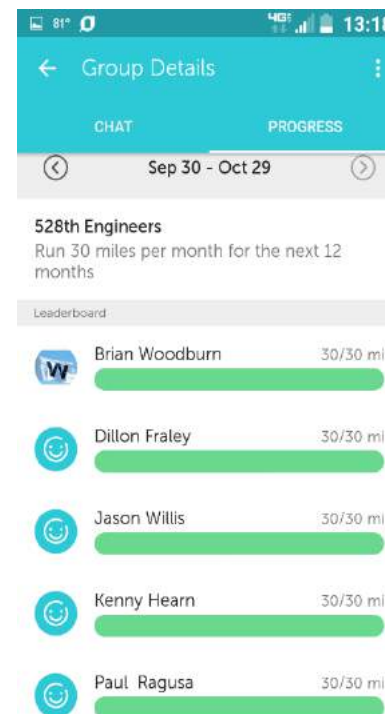 81° 4G 13:18
Group Details
CHAT PROGRESS
Sep 30 - Oct 29
528th Engineers
Run 30 miles per month for the next 12
months
Leaderboard
Brian Woodburn 30/30 mi
W
Dillon Fraley 30/30 mi
Jason Willis 30/30 mi
Kenny Hearn 30/30 mi
Paul Ragusa 30/30 mi